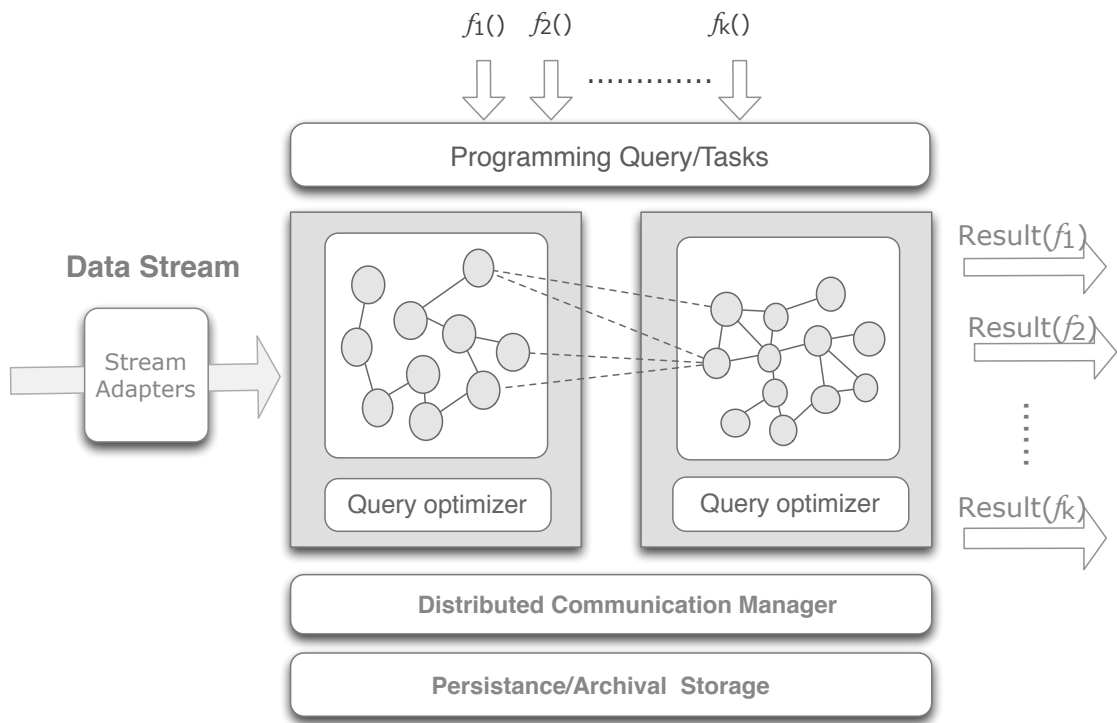 f1() f2() fk()
.............
Programming Query/Tasks
Data Stream
Stream
Adapters
Query optimizer
Query optimizer
Result(f1)
Result(f2)
......
Result(fk)
Distributed Communication Manager
Persistance/Archival Storage